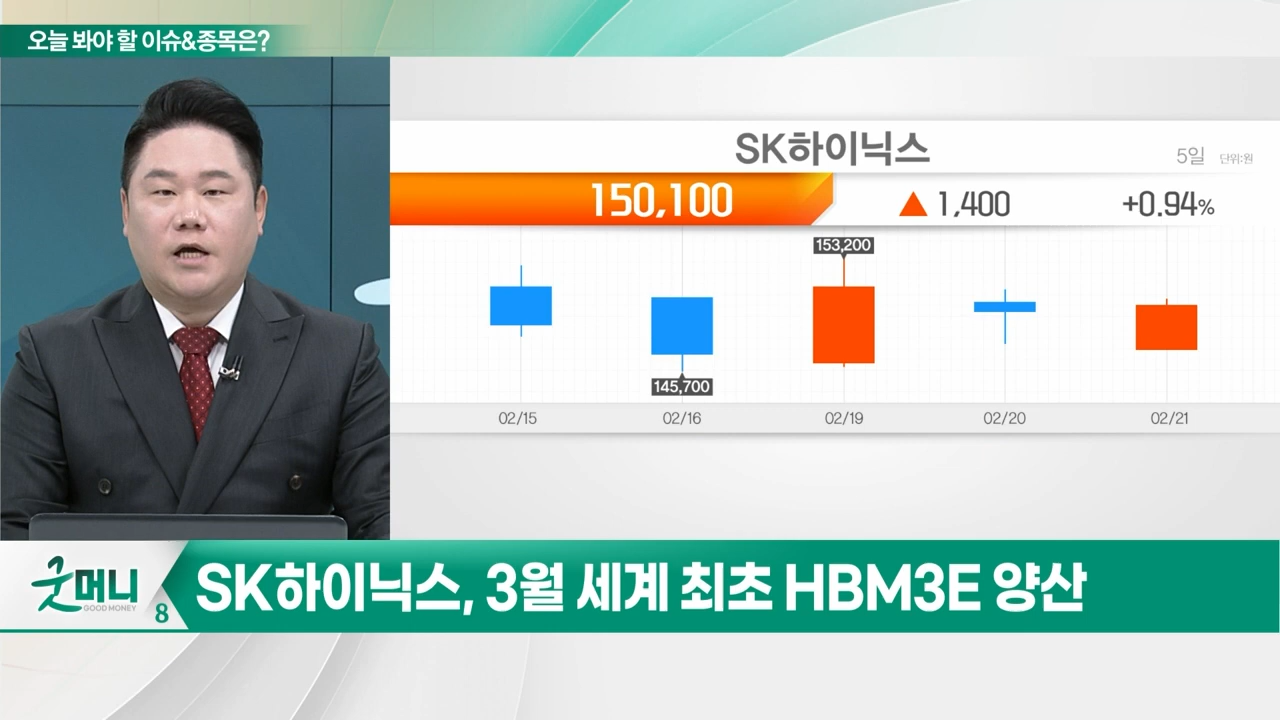 오늘 봐야 할 이슈&종목은?
SK하이닉스
5일 단위:원
150,100 ▲ 1,400 +0.94%
153,200
145,700
02/15 02/16 02/19 02/20 02/21
굿머니
GOOD MONEY
8
SK하이닉스, 3월 세계 최초 HBM3E 양산